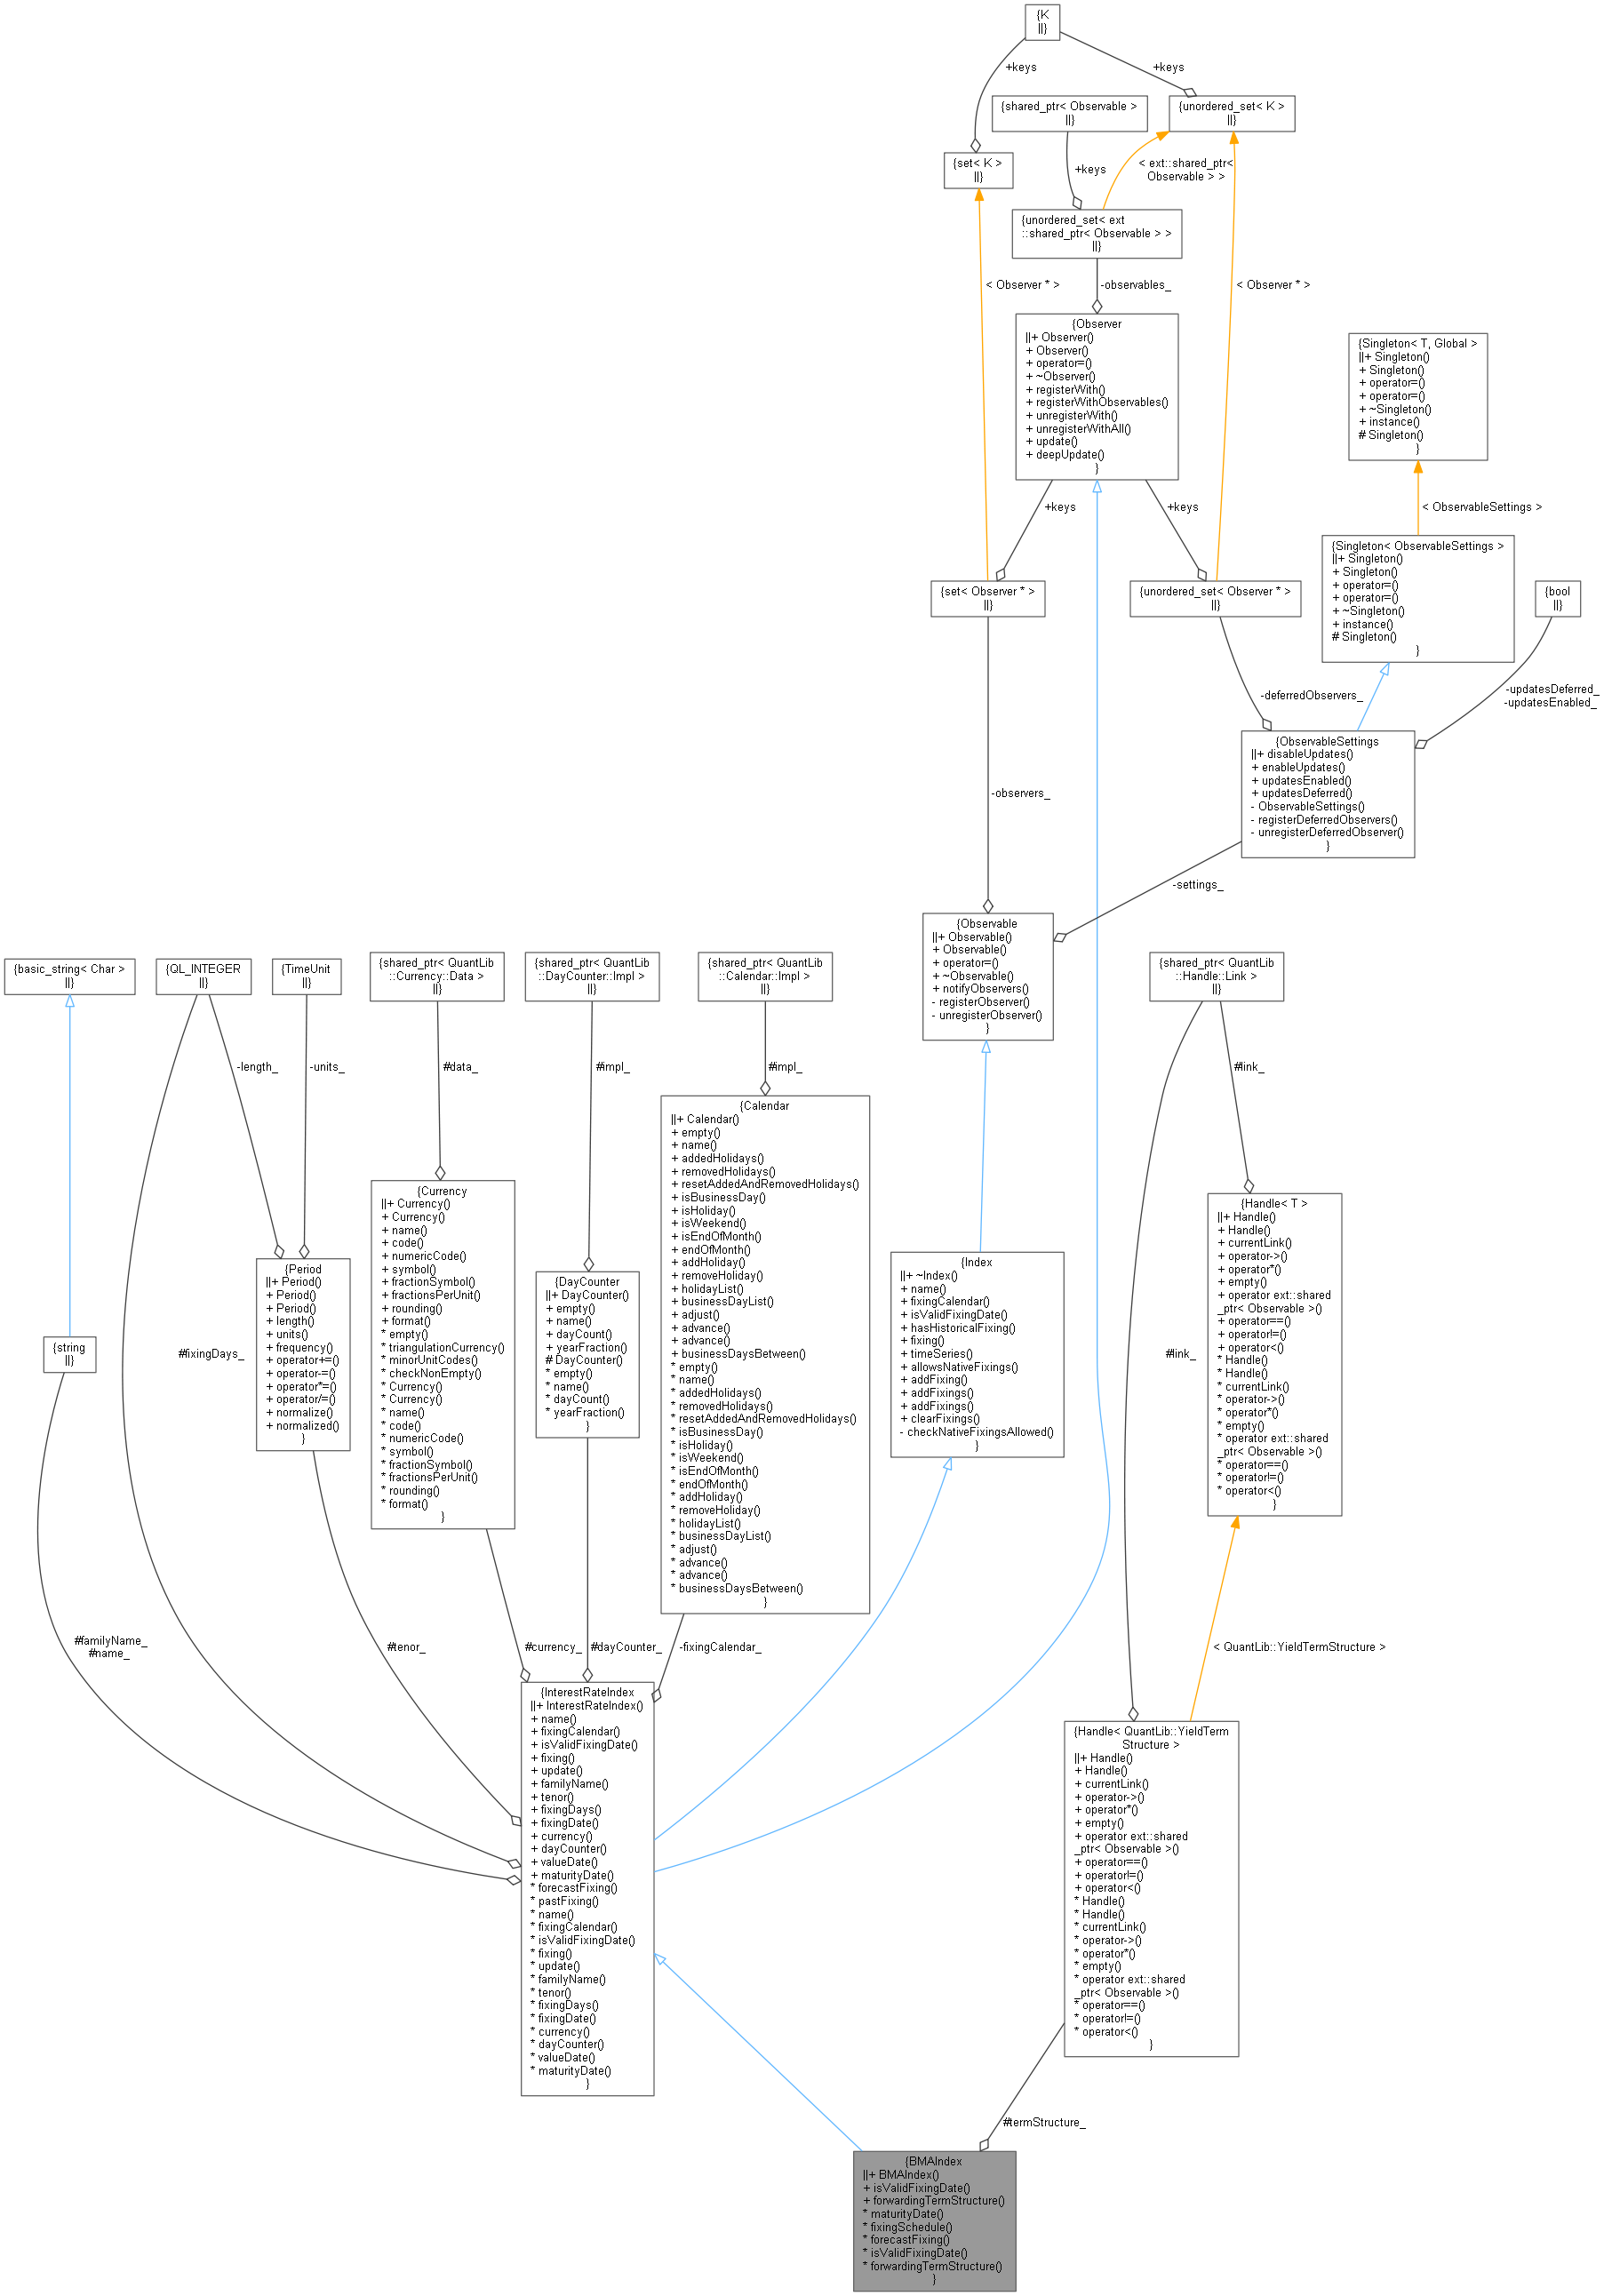 {K
||}
+keys
+keys
{shared_ptr< Observable >
||}
{unordered_set< K >
||}
{set< K >
||}
+keys
< ext::shared_ptr<
Observable > >
{unordered_set< ext
::shared_ptr< Observable > >
||}
< Observer * >
-observables_
< Observer * >
{Observer
||+ Observer()
+ Observer()
+ operator=()
+ ~Observer()
+ registerWith()
+ registerWithObservables()
+ unregisterWith()
+ unregisterWithAll()
+ update()
+ deepUpdate()
}
{Singleton< T, Global >
||+ Singleton()
+ Singleton()
+ operator=()
+ operator=()
+ ~Singleton()
+ instance()
# Singleton()
}
+keys
+keys
< ObservableSettings >
{Singleton< ObservableSettings >
||+ Singleton()
+ Singleton()
+ operator=()
+ operator=()
+ ~Singleton()
+ instance()
# Singleton()
}
{set< Observer * >
||}
{unordered_set< Observer * >
||}
{bool
||}
-deferredObservers_
-updatesDeferred_
-updatesEnabled_
{ObservableSettings
||+ disableUpdates()
+ enableUpdates()
+ updatesEnabled()
+ updatesDeferred()
- ObservableSettings()
- registerDeferredObservers()
- unregisterDeferredObserver()
}
-observers_
-settings_
{Observable
||+ Observable()
+ Observable()
+ operator=()
+ ~Observable()
+ notifyObservers()
- registerObserver()
- unregisterObserver()
}
{basic_string< Char >
||}
{QL_INTEGER
||}
{TimeUnit
||}
{shared_ptr< QuantLib
::Currency::Data >
||}
{shared_ptr< QuantLib
::DayCounter::Impl >
||}
{shared_ptr< QuantLib
::Calendar::Impl >
||}
{shared_ptr< QuantLib
::Handle::Link >
||}
-length_
-units_
#data_
#impl_
#impl_
#link_
{Calendar
||+ Calendar()
+ empty()
+ name()
+ addedHolidays()
+ removedHolidays()
+ resetAddedAndRemovedHolidays()
+ isBusinessDay()
+ isHoliday()
+ isWeekend()
+ isEndOfMonth()
+ endOfMonth()
+ addHoliday()
+ removeHoliday()
+ holidayList()
+ businessDayList()
+ adjust()
+ advance()
+ advance()
+ businessDaysBetween()
* empty()
* name()
* addedHolidays()
* removedHolidays()
* resetAddedAndRemovedHolidays()
* isBusinessDay()
* isHoliday()
* isWeekend()
* isEndOfMonth()
* endOfMonth()
* addHoliday()
* removeHoliday()
* holidayList()
* businessDayList()
* adjust()
* advance()
* advance()
* businessDaysBetween()
}
{Currency
||+ Currency()
+ Currency()
+ name()
+ code()
+ numericCode()
+ symbol()
+ fractionSymbol()
+ fractionsPerUnit()
+ rounding()
+ format()
* empty()
* triangulationCurrency()
* minorUnitCodes()
* checkNonEmpty()
* Currency()
* Currency()
* name()
* code()
* numericCode()
* symbol()
* fractionSymbol()
* fractionsPerUnit()
* rounding()
* format()
}
{Handle< T >
||+ Handle()
+ Handle()
+ currentLink()
+ operator->()
+ operator*()
+ empty()
+ operator ext::shared
_ptr< Observable >()
+ operator==()
+ operator!=()
+ operator<()
* Handle()
* Handle()
* currentLink()
* operator->()
* operator*()
* empty()
* operator ext::shared
_ptr< Observable >()
* operator==()
* operator!=()
* operator<()
}
{Period
||+ Period()
+ Period()
+ Period()
+ length()
+ units()
+ frequency()
+ operator+=()
+ operator-=()
+ operator*=()
+ operator/=()
+ normalize()
+ normalized()
}
{DayCounter
||+ DayCounter()
+ empty()
+ name()
+ dayCount()
+ yearFraction()
# DayCounter()
* empty()
* name()
* dayCount()
* yearFraction()
}
{Index
||+ ~Index()
+ name()
+ fixingCalendar()
+ isValidFixingDate()
+ hasHistoricalFixing()
+ fixing()
+ timeSeries()
+ allowsNativeFixings()
+ addFixing()
+ addFixings()
+ addFixings()
+ clearFixings()
- checkNativeFixingsAllowed()
}
{string
||}
#fixingDays_
#link_
#familyName_
#name_
#tenor_
#currency_
#dayCounter_
-fixingCalendar_
< QuantLib::YieldTermStructure >
{InterestRateIndex
||+ InterestRateIndex()
+ name()
+ fixingCalendar()
+ isValidFixingDate()
+ fixing()
+ update()
+ familyName()
+ tenor()
+ fixingDays()
+ fixingDate()
+ currency()
+ dayCounter()
+ valueDate()
+ maturityDate()
* forecastFixing()
* pastFixing()
* name()
* fixingCalendar()
* isValidFixingDate()
* fixing()
* update()
* familyName()
* tenor()
* fixingDays()
* fixingDate()
* currency()
* dayCounter()
* valueDate()
* maturityDate()
}
{Handle< QuantLib::YieldTerm
Structure >
||+ Handle()
+ Handle()
+ currentLink()
+ operator->()
+ operator*()
+ empty()
+ operator ext::shared
_ptr< Observable >()
+ operator==()
+ operator!=()
+ operator<()
* Handle()
* Handle()
* currentLink()
* operator->()
* operator*()
* empty()
* operator ext::shared
_ptr< Observable >()
* operator==()
* operator!=()
* operator<()
}
#termStructure_
{BMAIndex
||+ BMAIndex()
+ isValidFixingDate()
+ forwardingTermStructure()
* maturityDate()
* fixingSchedule()
* forecastFixing()
* isValidFixingDate()
* forwardingTermStructure()
}